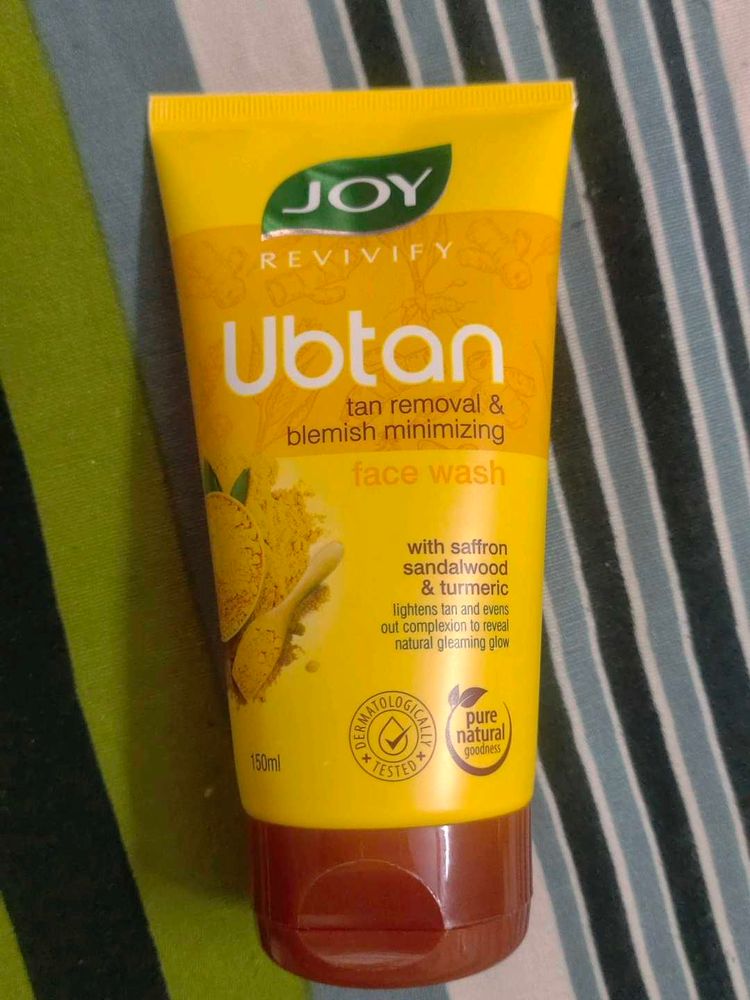 JOY
REVIVIFY
Ubtan
tan removal &
blemish minimizing
face wash
with saffron
sandalwood
& turmeric
lightens tan and evens
out complexion to reveal
natural gleaming glow
DERMATOLOGICALLY
TESTED
pure
natural
goodness
150ml